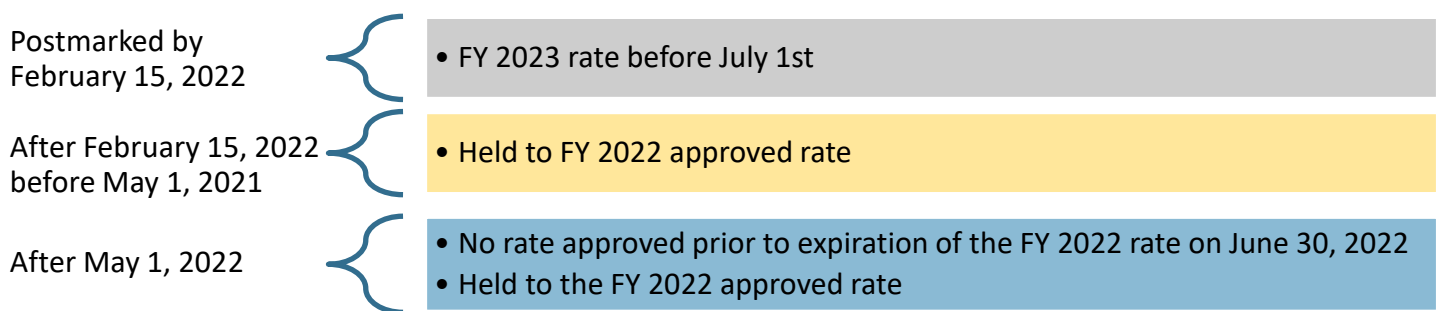 Postmarked by
February 15, 2022
• FY 2023 rate before July 1st
After February 15, 2022
before May 1, 2021
• Held to FY 2022 approved rate
After May 1, 2022
• No rate approved prior to expiration of the FY 2022 rate on June 30, 2022
• Held to the FY 2022 approved rate